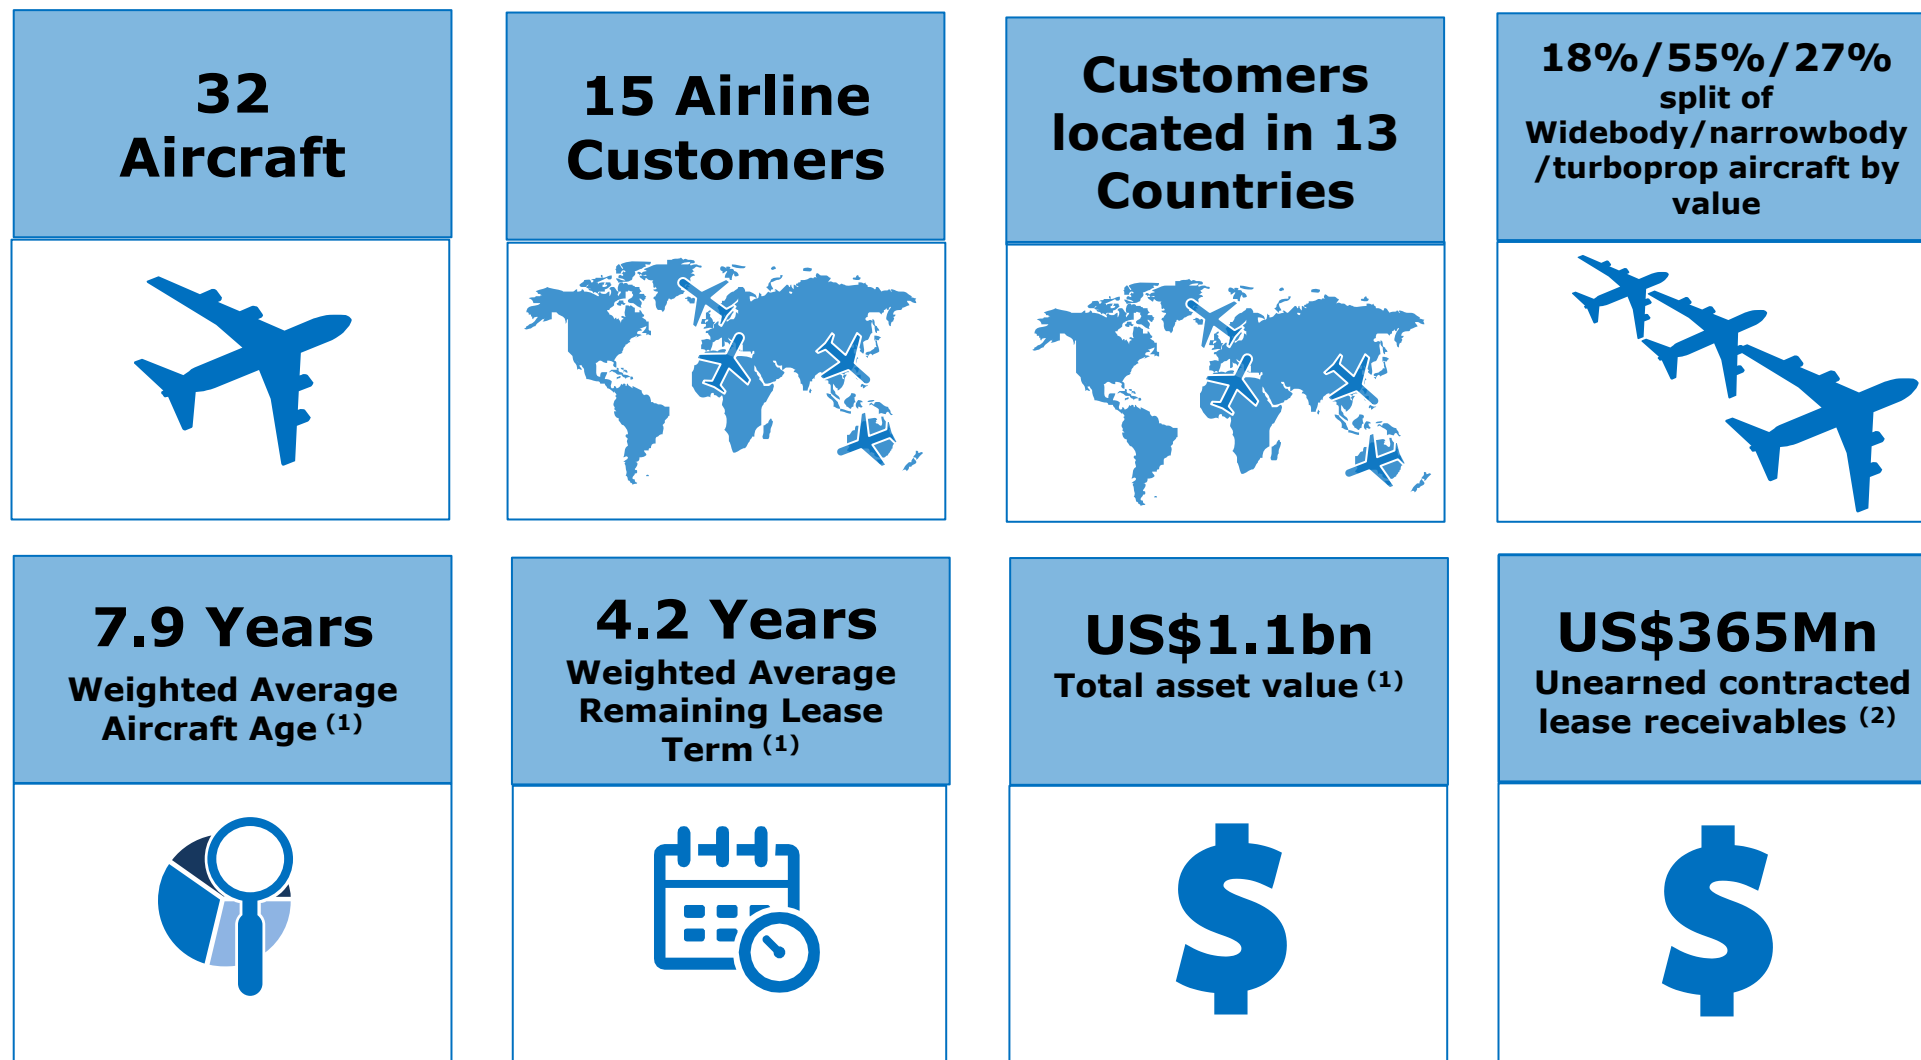 32
Aircraft
15 Airline
Customers
Customers
located in 13
Countries
18%/55%/27%
split of
Widebody/narrowbody
/turboprop aircraft by
value
7.9 Years
Weighted Average
Aircraft Age (1)
4.2 Years
Weighted Average
Remaining Lease
Term (1)
US$1.1bn
Total asset value (1)
US$365Mn
Unearned contracted
lease receivables (2)